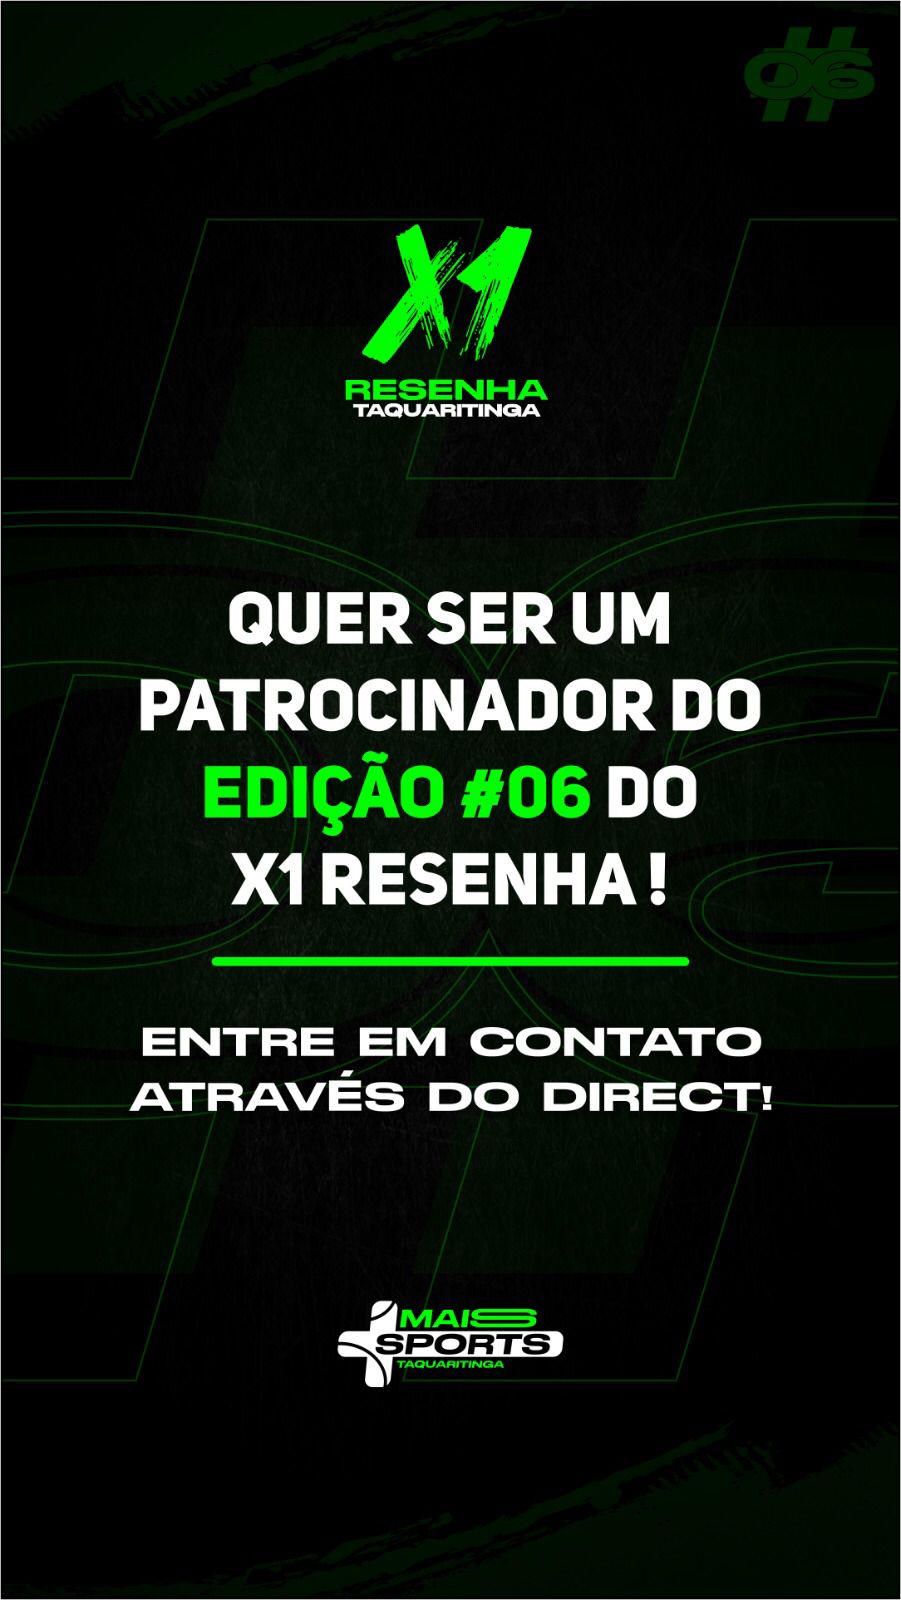 #06
X1
RESENHA
TAQUARITINGA
QUER SER UM
PATROCINADOR DO
EDIÇÃO #06 DO
X1 RESENHA !
ENTRE EM CONTATO
ATRAVÉS DO DIRECT!
MAIS
SPORTS
TAQUARITINGA